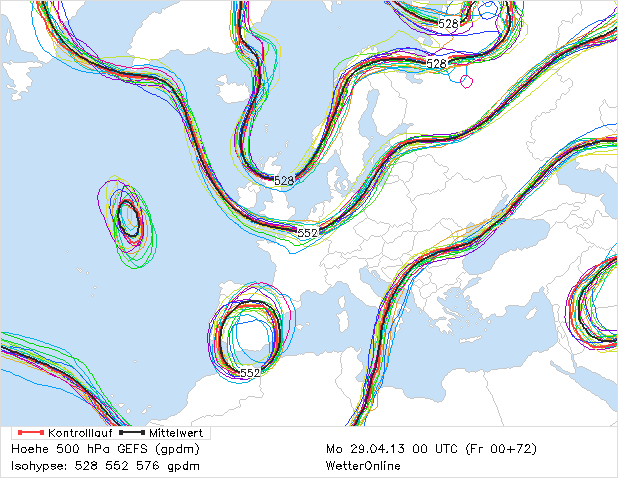 528
528
528
552
552
Kontrolllauf Mittelwert
Hoehe 500 hPa GEFS (gpdm) Mo 29.04.13 00 UTC (Fr 00+72)
Isohypse: 528 552 576 gpdm WetterOnline